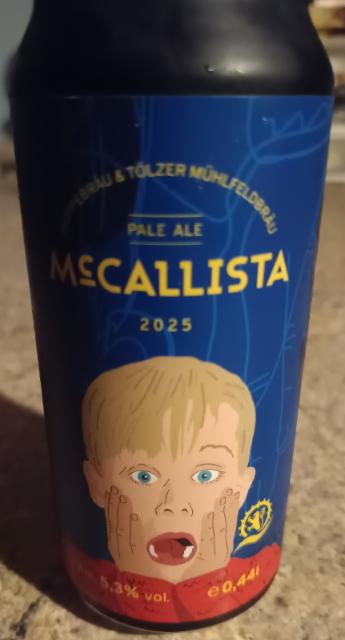 & TÖLZER MÜHLFELDBRÄU
PALE ALE
McCALLISTA
2025
5,3% vol.
e 0,44l